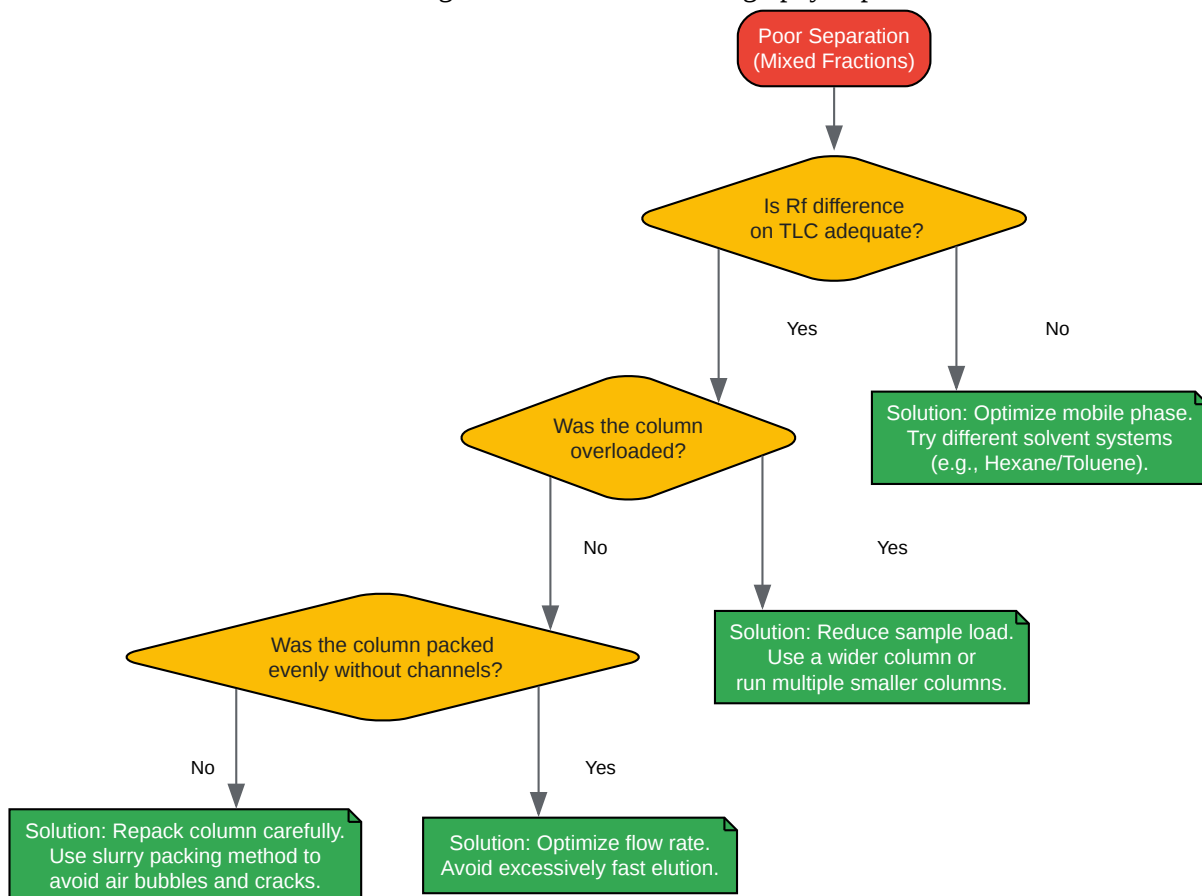 Poor Separation
(Mixed Fractions)
Is Rf difference
on TLC adequate?
Yes
No
Solution: Optimize mobile phase.
Try different solvent systems
(e.g., Hexane/Toluene).
Was the column
overloaded?
No
Yes
Solution: Reduce sample load.
Use a wider column or
run multiple smaller columns.
Was the column packed
evenly without channels?
No
Yes
Solution: Repack column carefully.
Use slurry packing method to
avoid air bubbles and cracks.
Solution: Optimize flow rate.
Avoid excessively fast elution.